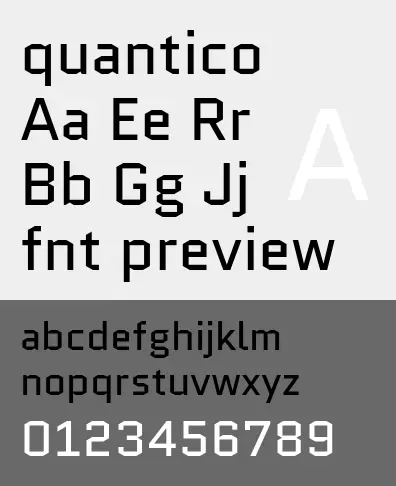 quantico
Aa Ee Rr
A
Bb Gg Jj
fnt preview
abcdefghijklm
nopqrstuvwxyz
0123456789